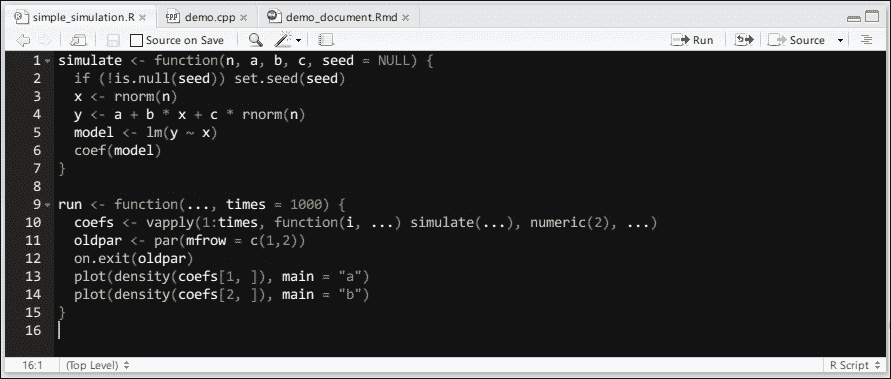 simple_simulation.R × demo.cpp × demo_document.Rmd ×
Source on Save Run Source
1 simulate <- function(n, a, b, c, seed = NULL) {
2   if (!is.null(seed)) set.seed(seed)
3   x <- rnorm(n)
4   y <- a + b * x + c * rnorm(n)
5   model <- lm(y ~ x)
6   coef(model)
7 }
8
9 run <- function(..., times = 1000) {
10   coefs <- vapply(1:times, function(i, ...) simulate(...), numeric(2), ...)
11   oldpar <- par(mfrow = c(1,2))
12   on.exit(oldpar)
13   plot(density(coefs[1, ]), main = "a")
14   plot(density(coefs[2, ]), main = "b")
15 }
16
16:1 (Top Level) R Script